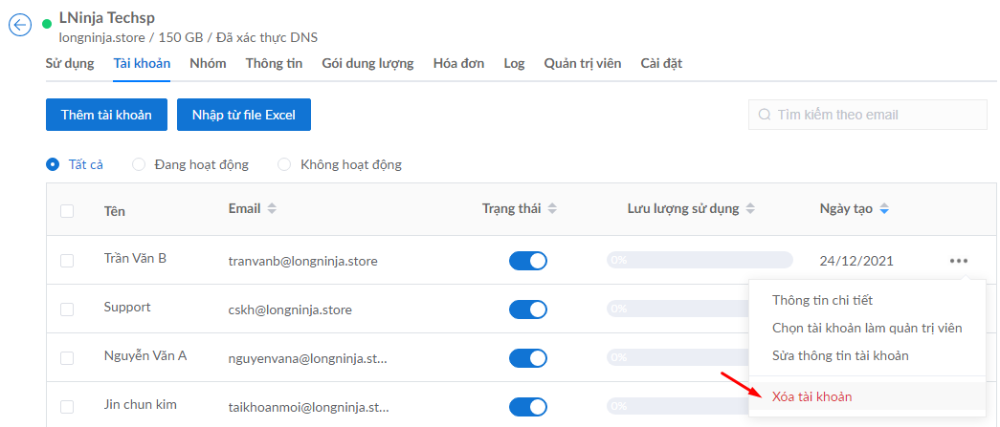 LNinja Techsp
longninja.store / 150 GB / Đã xác thực DNS
Sử dụng Tài khoản Nhóm Thông tin Gói dung lượng Hóa đơn Log Quản trị viên Cài đặt
Thêm tài khoản Nhập từ file Excel Tìm kiếm theo email
Tất cả Đang hoạt động Không hoạt động
Tên Email Trạng thái Lưu lượng sử dụng Ngày tạo
Trần Văn B tranvanb@longninja.store 0% 24/12/2021
Thông tin chi tiết
Support cskh@longninja.store 0%
Chọn tài khoản làm quản trị viên
Nguyễn Văn A nguyenvana@longninja.st... 0%
Sửa thông tin tài khoản
Jin chun kim taikhoanmoi@longninja.st... 0%
Xóa tài khoản